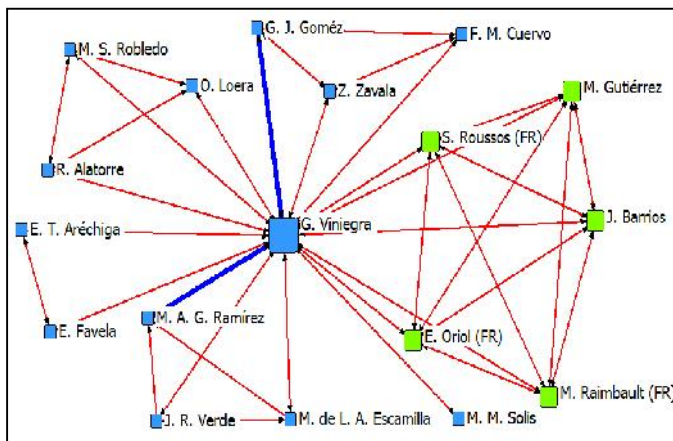 G. J. Goméz
F. M. Cuervo
M. S. Robledo
O. Loera
Z. Zavala
M. Gutiérrez
S. Roussos (FR)
R. Alatorre
G. Viniegra
J. Barrios
E. T. Aréchiga
E. Favela
M. A. G. Ramírez
E. Oriol (FR)
M. Raimbault (FR)
J. R. Verde
M. de L. A. Escamilla
M. M. Solis